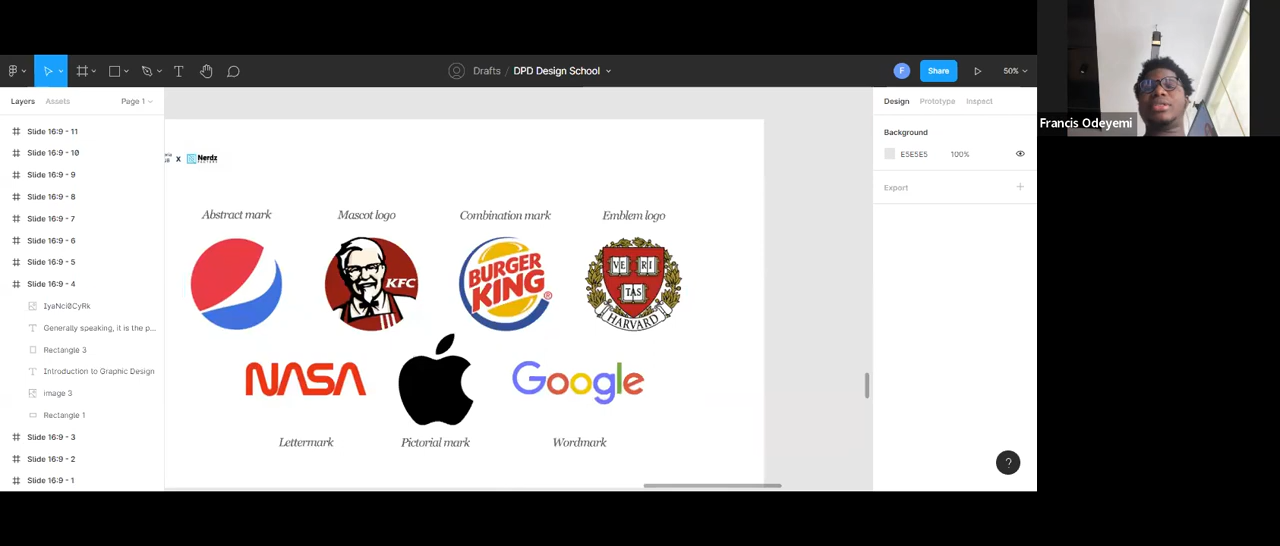 Drafts / DPD Design School
F
Share
50%
Layers
Assets
Page 1
Slide 16:9 - 11
Slide 16:9 - 10
Slide 16:9 - 9
Slide 16:9 - 8
Slide 16:9 - 7
Slide 16:9 - 6
Slide 16:9 - 5
Slide 16:9 - 4
Generally speaking, it is the p...
Rectangle 3
Introduction to Graphic Design
image 3
Rectangle 1
Slide 16:9 - 3
Slide 16:9 - 2
Slide 16:9 - 1
x Nerdz
Abstract mark
Mascot logo
Combination mark
Emblem logo
KFC
BURGER
KING®
VE RI
TAS
HARVARD
NASA
Google
Lettermark
Pictorial mark
Wordmark
Design
Prototype
Inspect
Background
E5E5E5
100%
Export
?
Francis Odeyemi